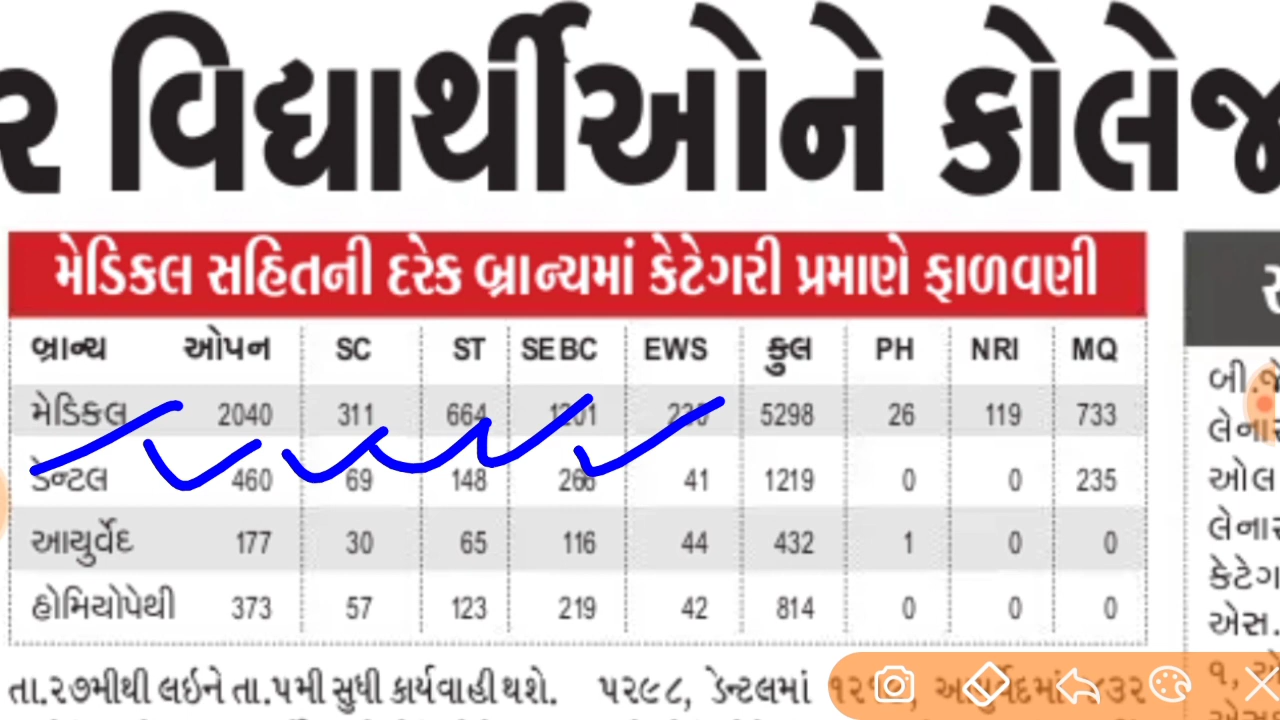 ર વિદ્યાર્થીઓને કોલેજ
મેડિકલ સહિતની દરેક બ્રાન્ચમાં કેટેગરી પ્રમાણે ફાળવણી
બ્રાન્ચ ઓપન SC ST SEBC EWS કુલ PH NRI MQ
મેડિકલ 2040 311 664 5298 26 119 733
ડેન્ટલ 460 69 148 266 41 1219 0 0 235
આયુર્વેદ 177 30 65 116 44 432 1 0 0
હોમિયોપેથી 373 57 123 219 42 814 0 0 0
તા.૨૭મીથી લઇને તા.૫મી સુધી કાર્યવાહી થશે.
૫૨૯૮, ડેન્ટલમાં
બી.
લેનાર
ઓલ
લેનાર
કેટેગ
એસ.